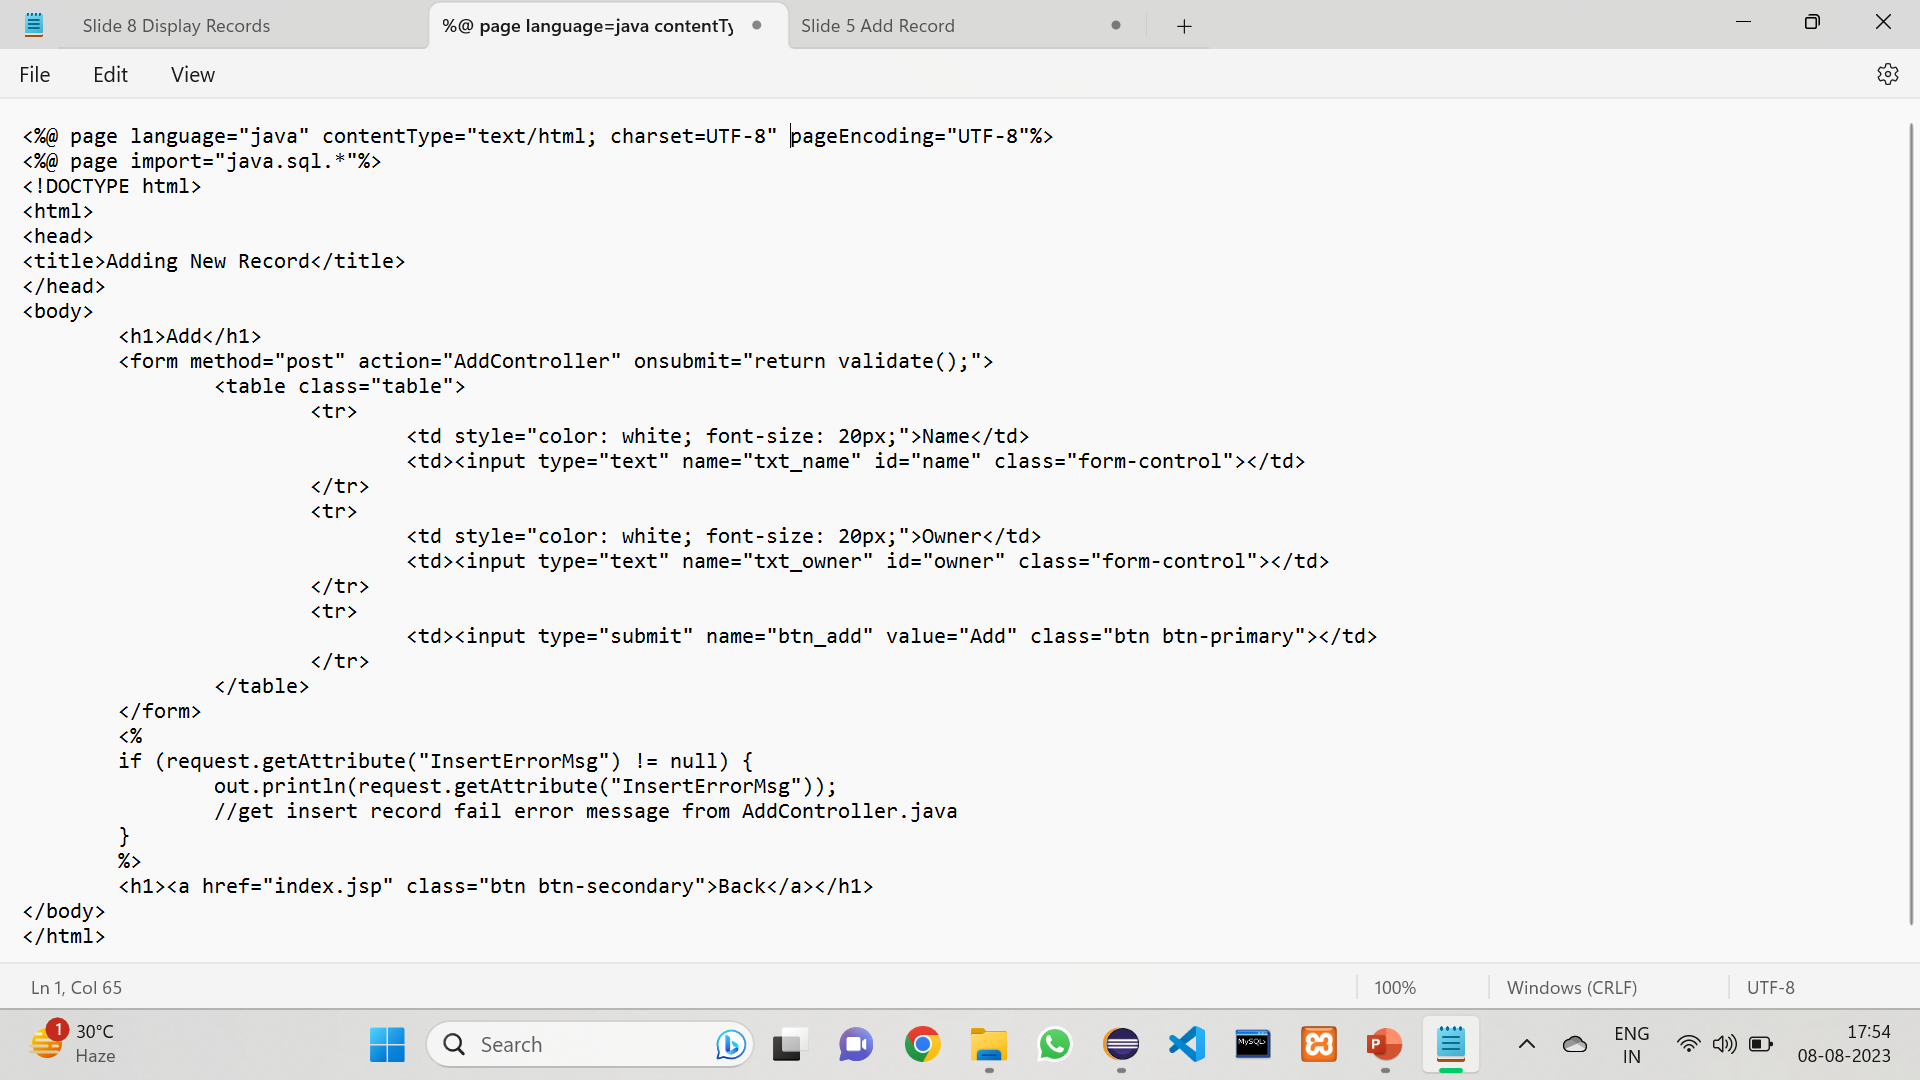 Slide 8 Display Records
%@ page language=java contentTy
Slide 5 Add Record
File Edit View
<%@ page language="java" contentType="text/html; charset=UTF-8" pageEncoding="UTF-8"%>
<%@ page import="java.sql.*"%>
<!DOCTYPE html>
<html>
<head>
<title>Adding New Record</title>
</head>
<body>
<h1>Add</h1>
<form method="post" action="AddController" onsubmit="return validate();">
<table class="table">
<tr>
<td style="color: white; font-size: 20px;">Name</td>
<td><input type="text" name="txt_name" id="name" class="form-control"></td>
</tr>
<tr>
<td style="color: white; font-size: 20px;">Owner</td>
<td><input type="text" name="txt_owner" id="owner" class="form-control"></td>
</tr>
<tr>
<td><input type="submit" name="btn_add" value="Add" class="btn btn-primary"></td>
</tr>
</table>
</form>
<%
if (request.getAttribute("InsertErrorMsg") != null) {
out.println(request.getAttribute("InsertErrorMsg"));
//get insert record fail error message from AddController.java
}
%>
<h1><a href="index.jsp" class="btn btn-secondary">Back</a></h1>
</body>
</html>
Ln 1, Col 65
100%
Windows (CRLF)
UTF-8
1
30°C
Haze
Search
MySQL>
P
ENG
IN
17:54
08-08-2023